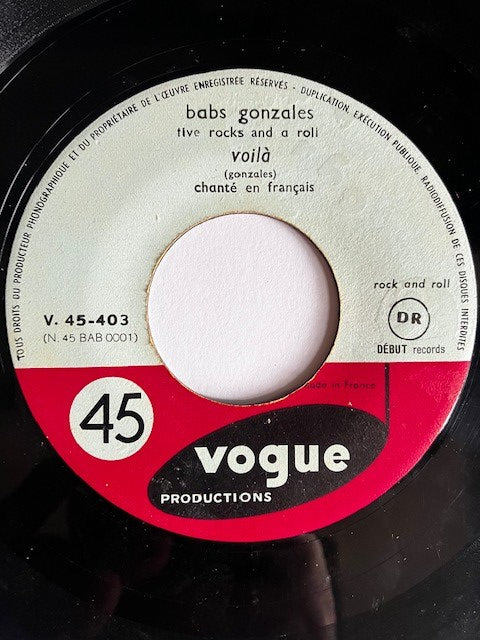 TOUS DROITS DU PRODUCTEUR PHONOGRAPHIQUE ET DU PROPRIÉTAIRE DE L'ŒUVRE ENREGISTRÉE RÉSERVÉS · DUPLICATION, EXÉCUTION PUBLIQUE, RADIODIFFUSION DE CES DISQUES INTERDITES
babs gonzales
five rocks and a roll
voilà
(gonzales)
chanté en français
rock and roll
DR
DÉBUT records
V. 45-403
(N. 45 BAB 0001)
made in France
45
vogue
PRODUCTIONS